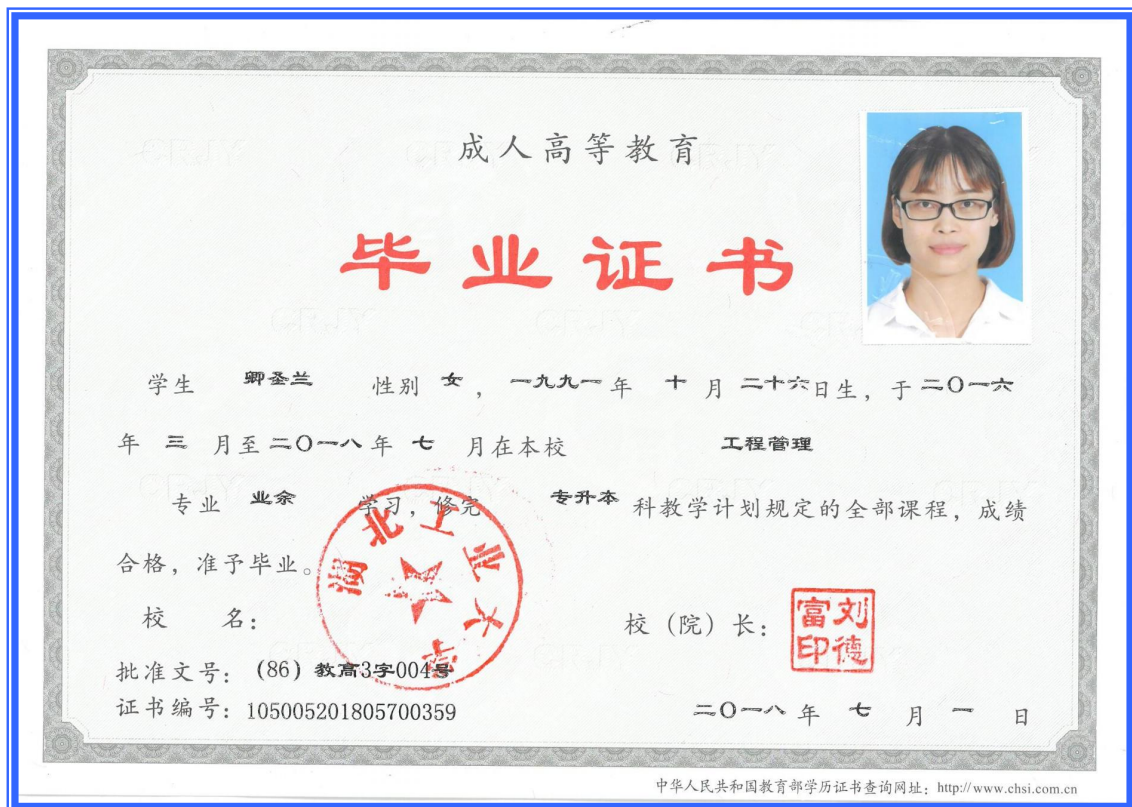 成人高等教育
毕业证书
学生 卿圣兰 性别 女，一九九一年 十 月 二十六日生，于二〇一六
年 三 月至二〇一八年 七 月在本校 工程管理
专业 业余 学习，修完 专升本 科教学计划规定的全部课程，成绩
合格，准予毕业。
湖北工业大学
校 名：
校（院）长：
刘德富印
批准文号：(86)教高3字004号
证书编号：105005201805700359
二〇一八年 七 月 一 日
中华人民共和国教育部学历证书查询网址：http://www.chsi.com.cn